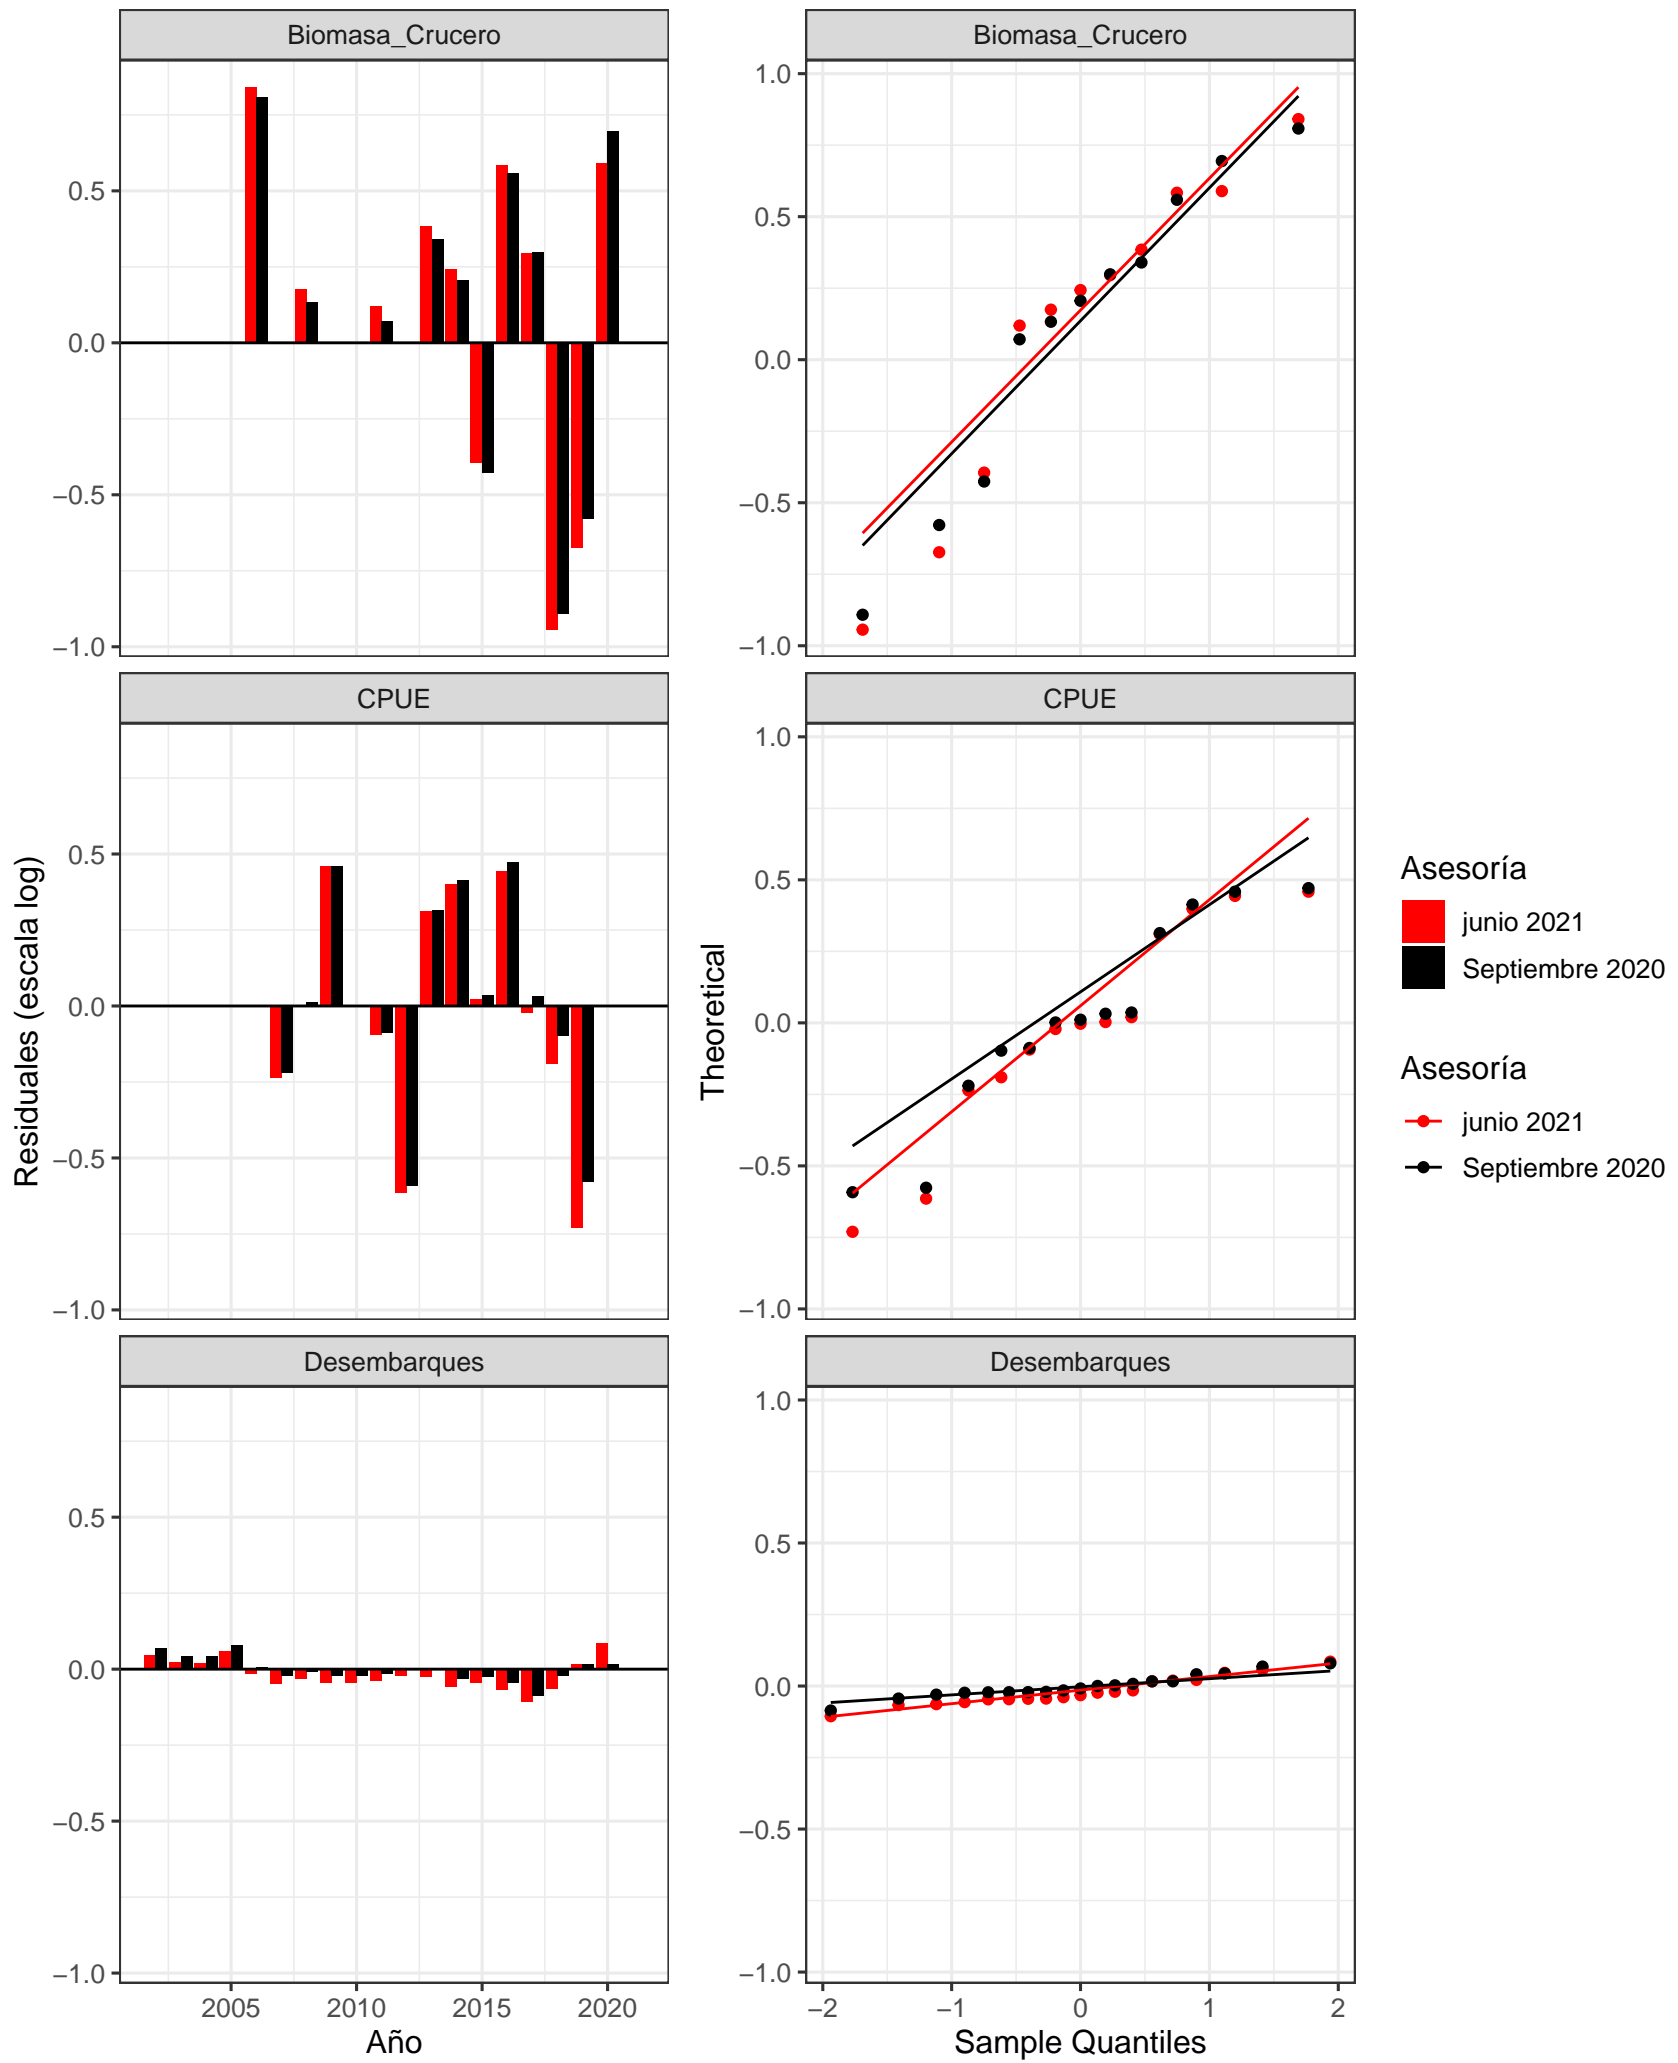 Biomasa_Crucero
0.5
0.0
−0.5
−1.0
CPUE
0.5
0.0
−0.5
−1.0
Desembarques
0.5
0.0
−0.5
−1.0
2005 2010 2015 2020
Año
Residuales (escala log)
Biomasa_Crucero
1.0
0.5
0.0
−0.5
−1.0
CPUE
1.0
0.5
0.0
−0.5
−1.0
Desembarques
1.0
0.5
0.0
−0.5
−1.0
−2 −1 0 1 2
Sample Quantiles
Theoretical
Asesoría
junio 2021
Septiembre 2020
Asesoría
junio 2021
Septiembre 2020